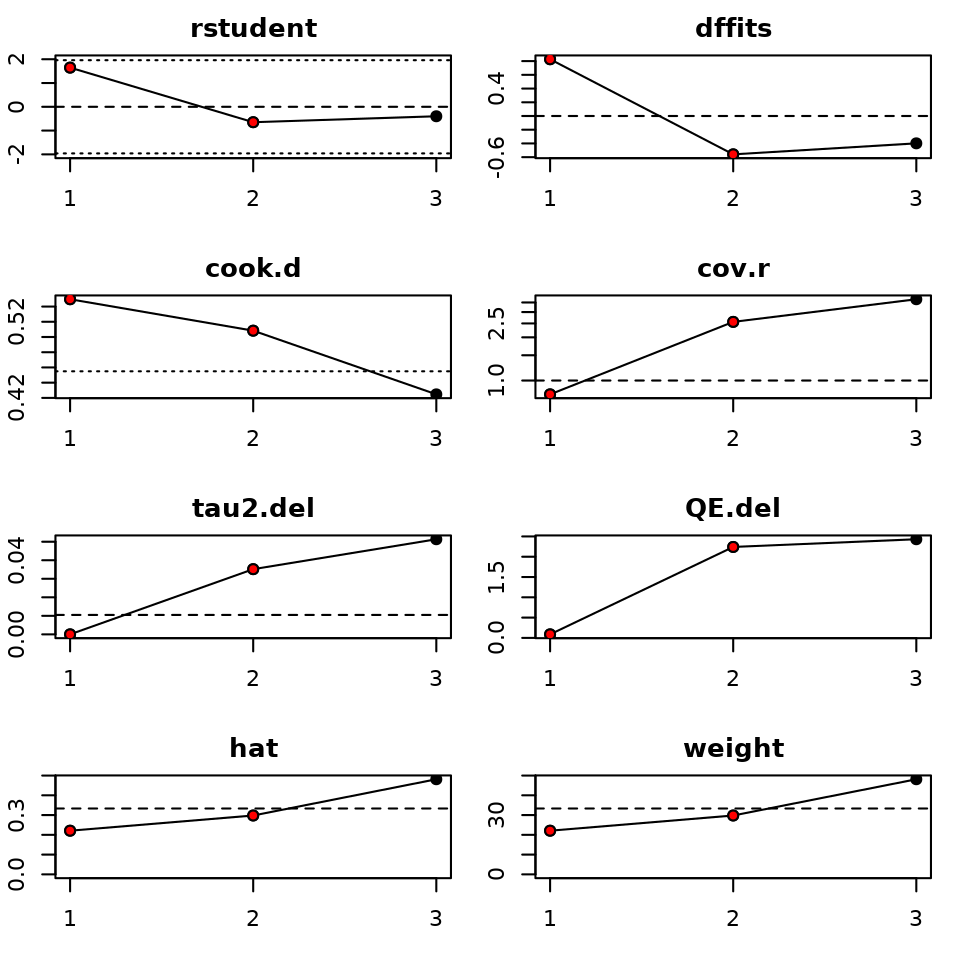 rstudent
2
0
-2
1 2 3
dffits
0.4
-0.6
1 2 3
cook.d
0.52
0.42
1 2 3
cov.r
2.5
1.0
1 2 3
tau2.del
0.04
0.00
1 2 3
QE.del
1.5
0.0
1 2 3
hat
0.3
0.0
1 2 3
weight
30
0
1 2 3